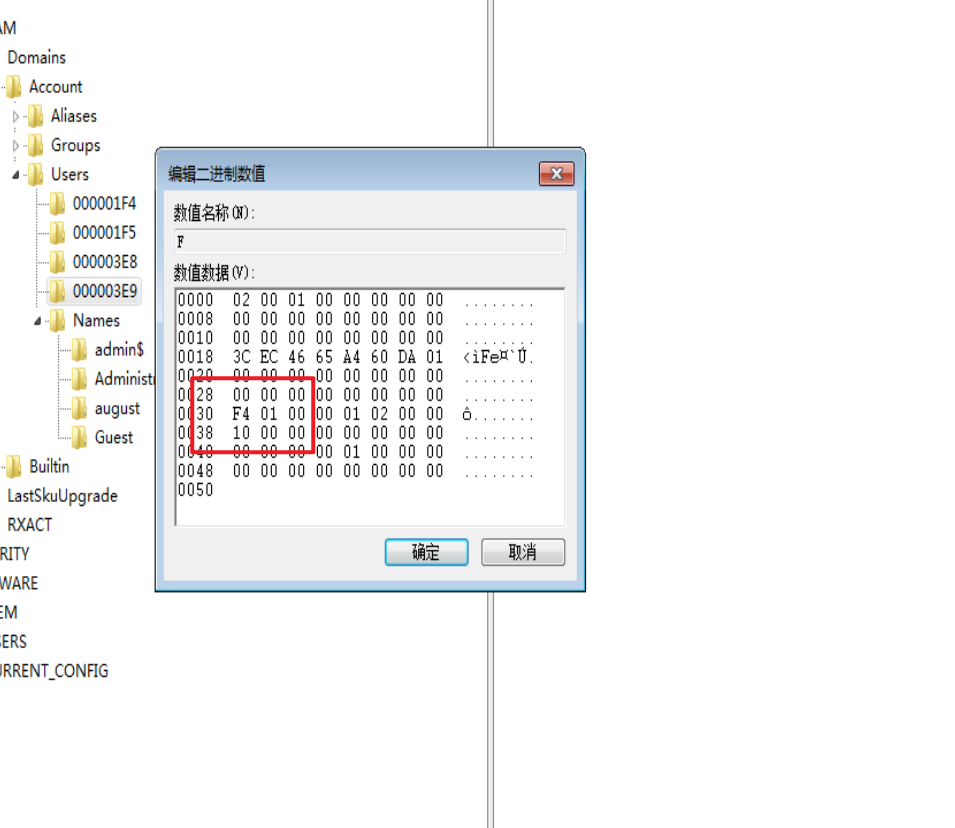 AM
Domains
Account
Aliases
Groups
Users
000001F4
000001F5
000003E8
000003E9
Names
admin$
Administr
august
Guest
Builtin
LastSkuUpgrade
RXACT
RITY
WARE
EM
SERS
URRENT_CONFIG
编辑二进制数值
数值名称(N):
F
数值数据(V):
0000 02 00 01 00 00 00 00 00 ........
0008 00 00 00 00 00 00 00 00 ........
0010 00 00 00 00 00 00 00 00 ........
0018 3C EC 46 65 A4 60 DA 01 <ìFe¤`Ú.
0020 00 00 00 00 00 00 00 00 ........
0028 00 00 00 00 00 00 00 00 ........
0030 F4 01 00 00 01 02 00 00 ô.......
0038 10 00 00 00 00 00 00 00 ........
0040 00 00 00 00 01 00 00 00 ........
0048 00 00 00 00 00 00 00 00 ........
0050
确定
取消